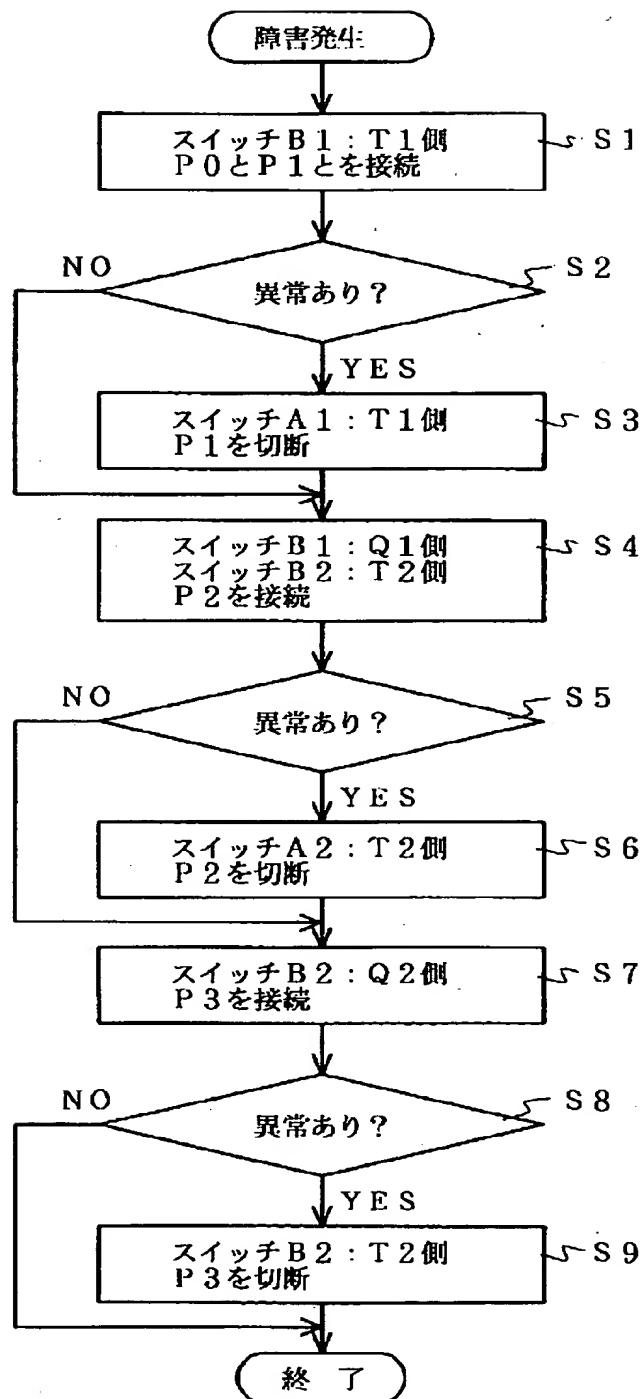 障害発生
スイッチB1:T1側
P0とP1とを接続
S1
NO
異常あり?
S2
YES
スイッチA1:T1側
P1を切断
S3
スイッチB1:Q1側
スイッチB2:T2側
P2を接続
S4
NO
異常あり?
S5
YES
スイッチA2:T2側
P2を切断
S6
スイッチB2:Q2側
P3を接続
S7
NO
異常あり?
S8
YES
スイッチB2:T2側
P3を切断
S9
終 了